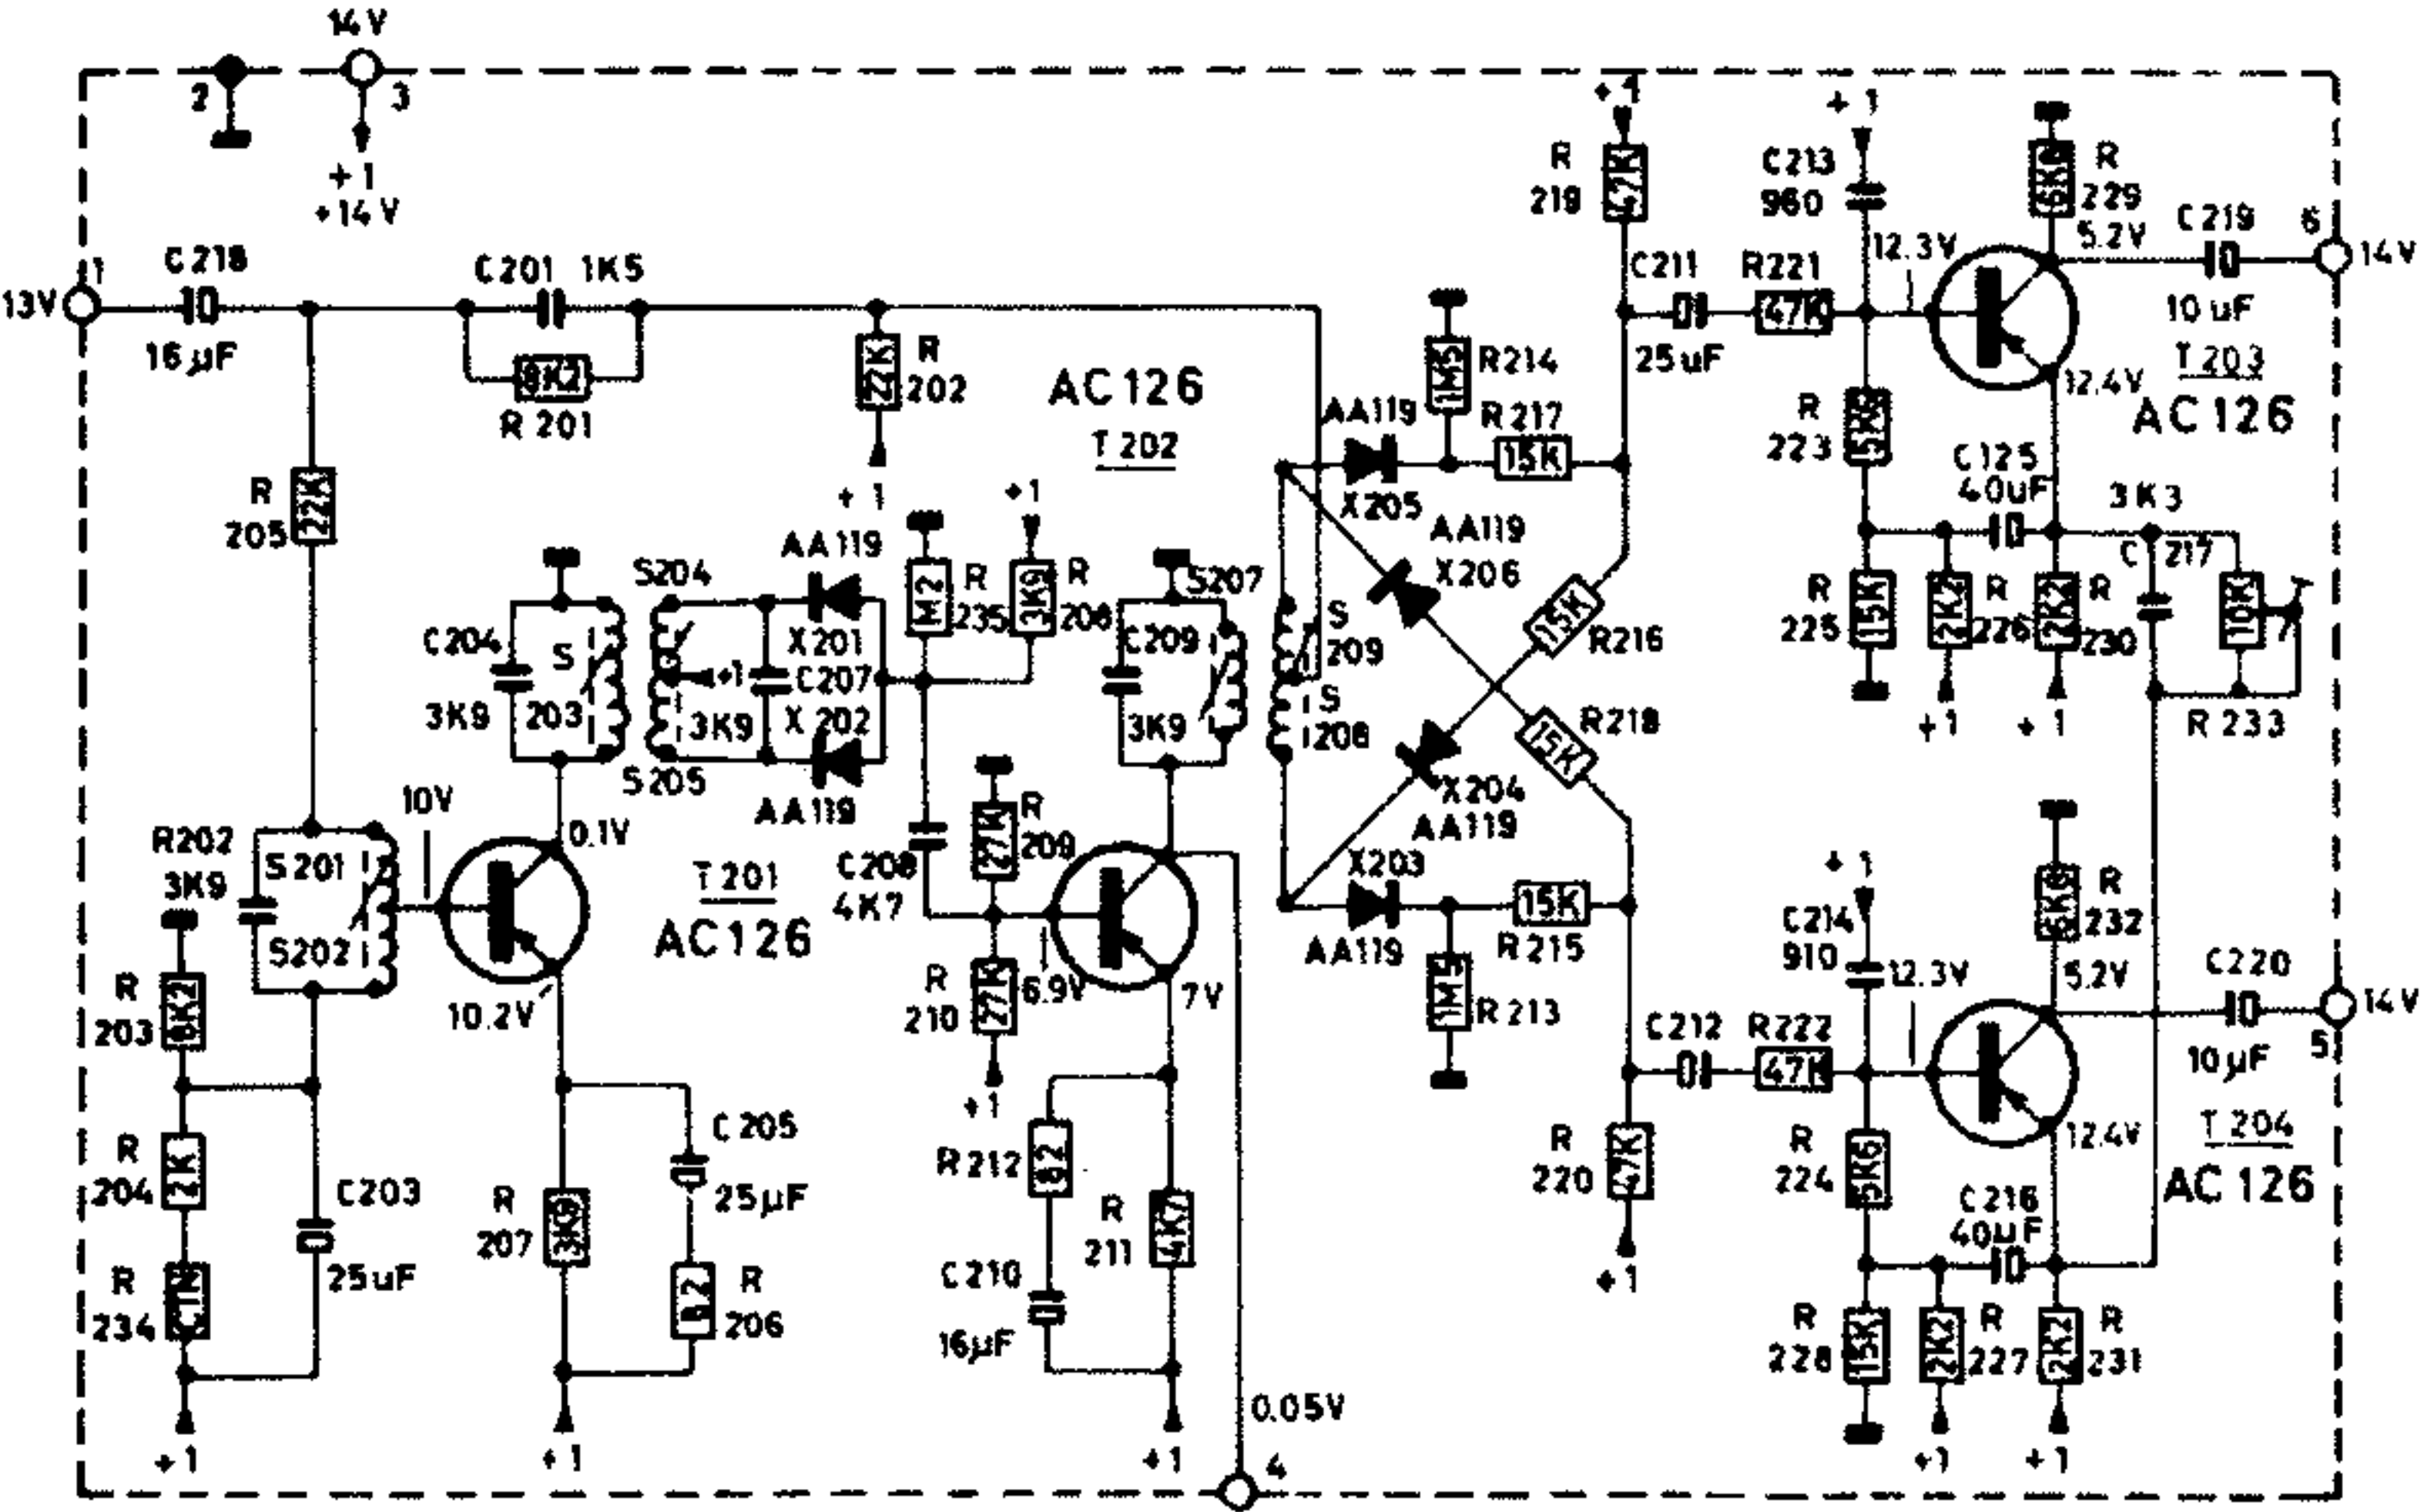 14V
2
3
+1
+14V
1
13V
C218
16µF
C201 1K5
8K2
R201
22K
R
202
+1
AC126
T202
R
205
22K
+1
R
219
47K
+1
C213
960
R
229
C219
6
5.2V
14V
12.3V
10uF
T203
AC126
12.4V
C211
25uF
R221
47K
1M5
R214
AA119
X205
R217
15K
R
223
5K6
C125
40uF
3K3
C217
AA119
X206
15K
R216
R
225
15K
2K2
R
226
2K2
R
230
10K
+1
+1
R233
C204
3K9
S
203
S204
S205
+1
3K9
C207
AA119
X201
X202
AA119
M2
R
235
+1
3K9
R
208
S207
C209
3K9
S
209
S
208
R218
15K
X204
AA119
X203
AA119
15K
R215
1M5
R213
R202
3K9
S201
S202
10V
0.1V
T201
AC126
10.2V
C208
4K7
27K
R
209
R
210
27K
6.9V
7V
+1
R
203
8K2
R
204
2K
R
234
CTN
C203
25uF
+1
R
207
3K9
C205
25µF
R
206
+1
R212
82
C210
16µF
R
211
4K7
+1
0.05V
4
C212
R222
47K
R
220
47K
+1
+1
C214
910
12.3V
R
232
5.2V
C220
10µF
14V
5
T204
AC126
12.4V
R
224
5K6
C216
40µF
R
228
15K
2K2
R
227
2K2
R
231
+1
+1